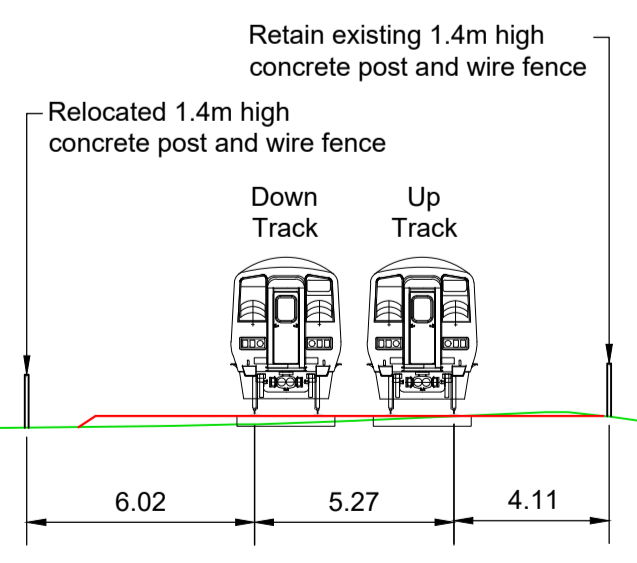 Retain existing 1.4m high
concrete post and wire fence
Relocated 1.4m high
concrete post and wire fence
Down
Track
Up
Track
6.02
5.27
4.11